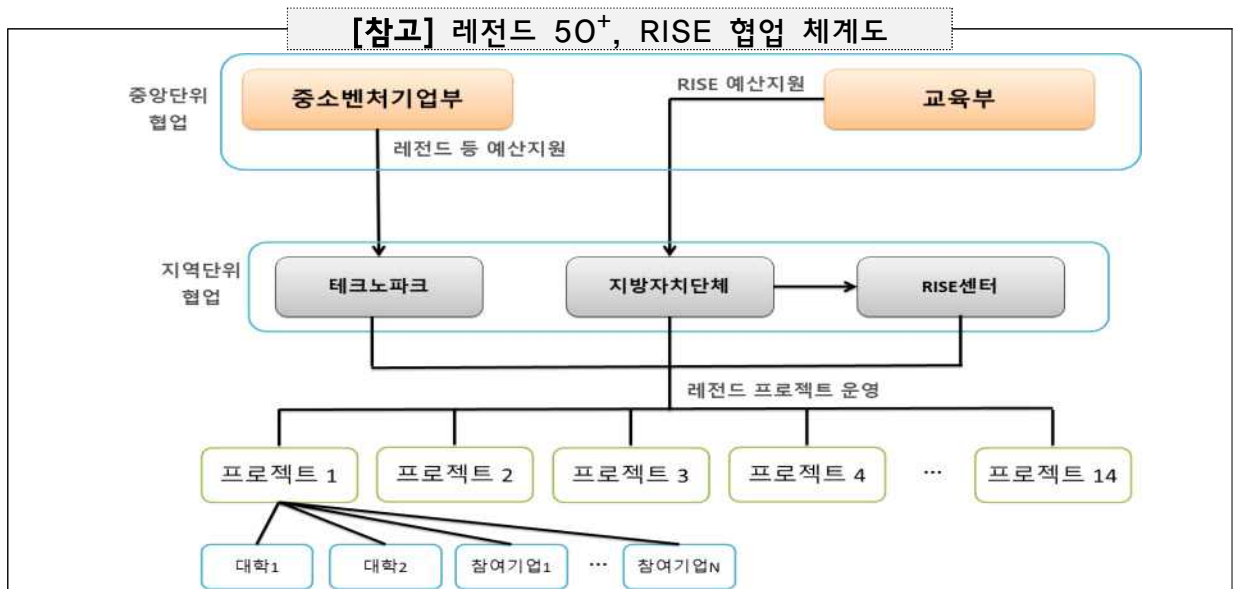 [참고] 레전드 50+, RISE 협업 체계도
중앙단위
협업
중소벤처기업부
RISE 예산지원
교육부
레전드 등 예산지원
지역단위
협업
테크노파크
지방자치단체
RISE센터
레전드 프로젝트 운영
프로젝트 1
프로젝트 2
프로젝트 3
프로젝트 4
...
프로젝트 14
대학1
대학2
참여기업1
...
참여기업N